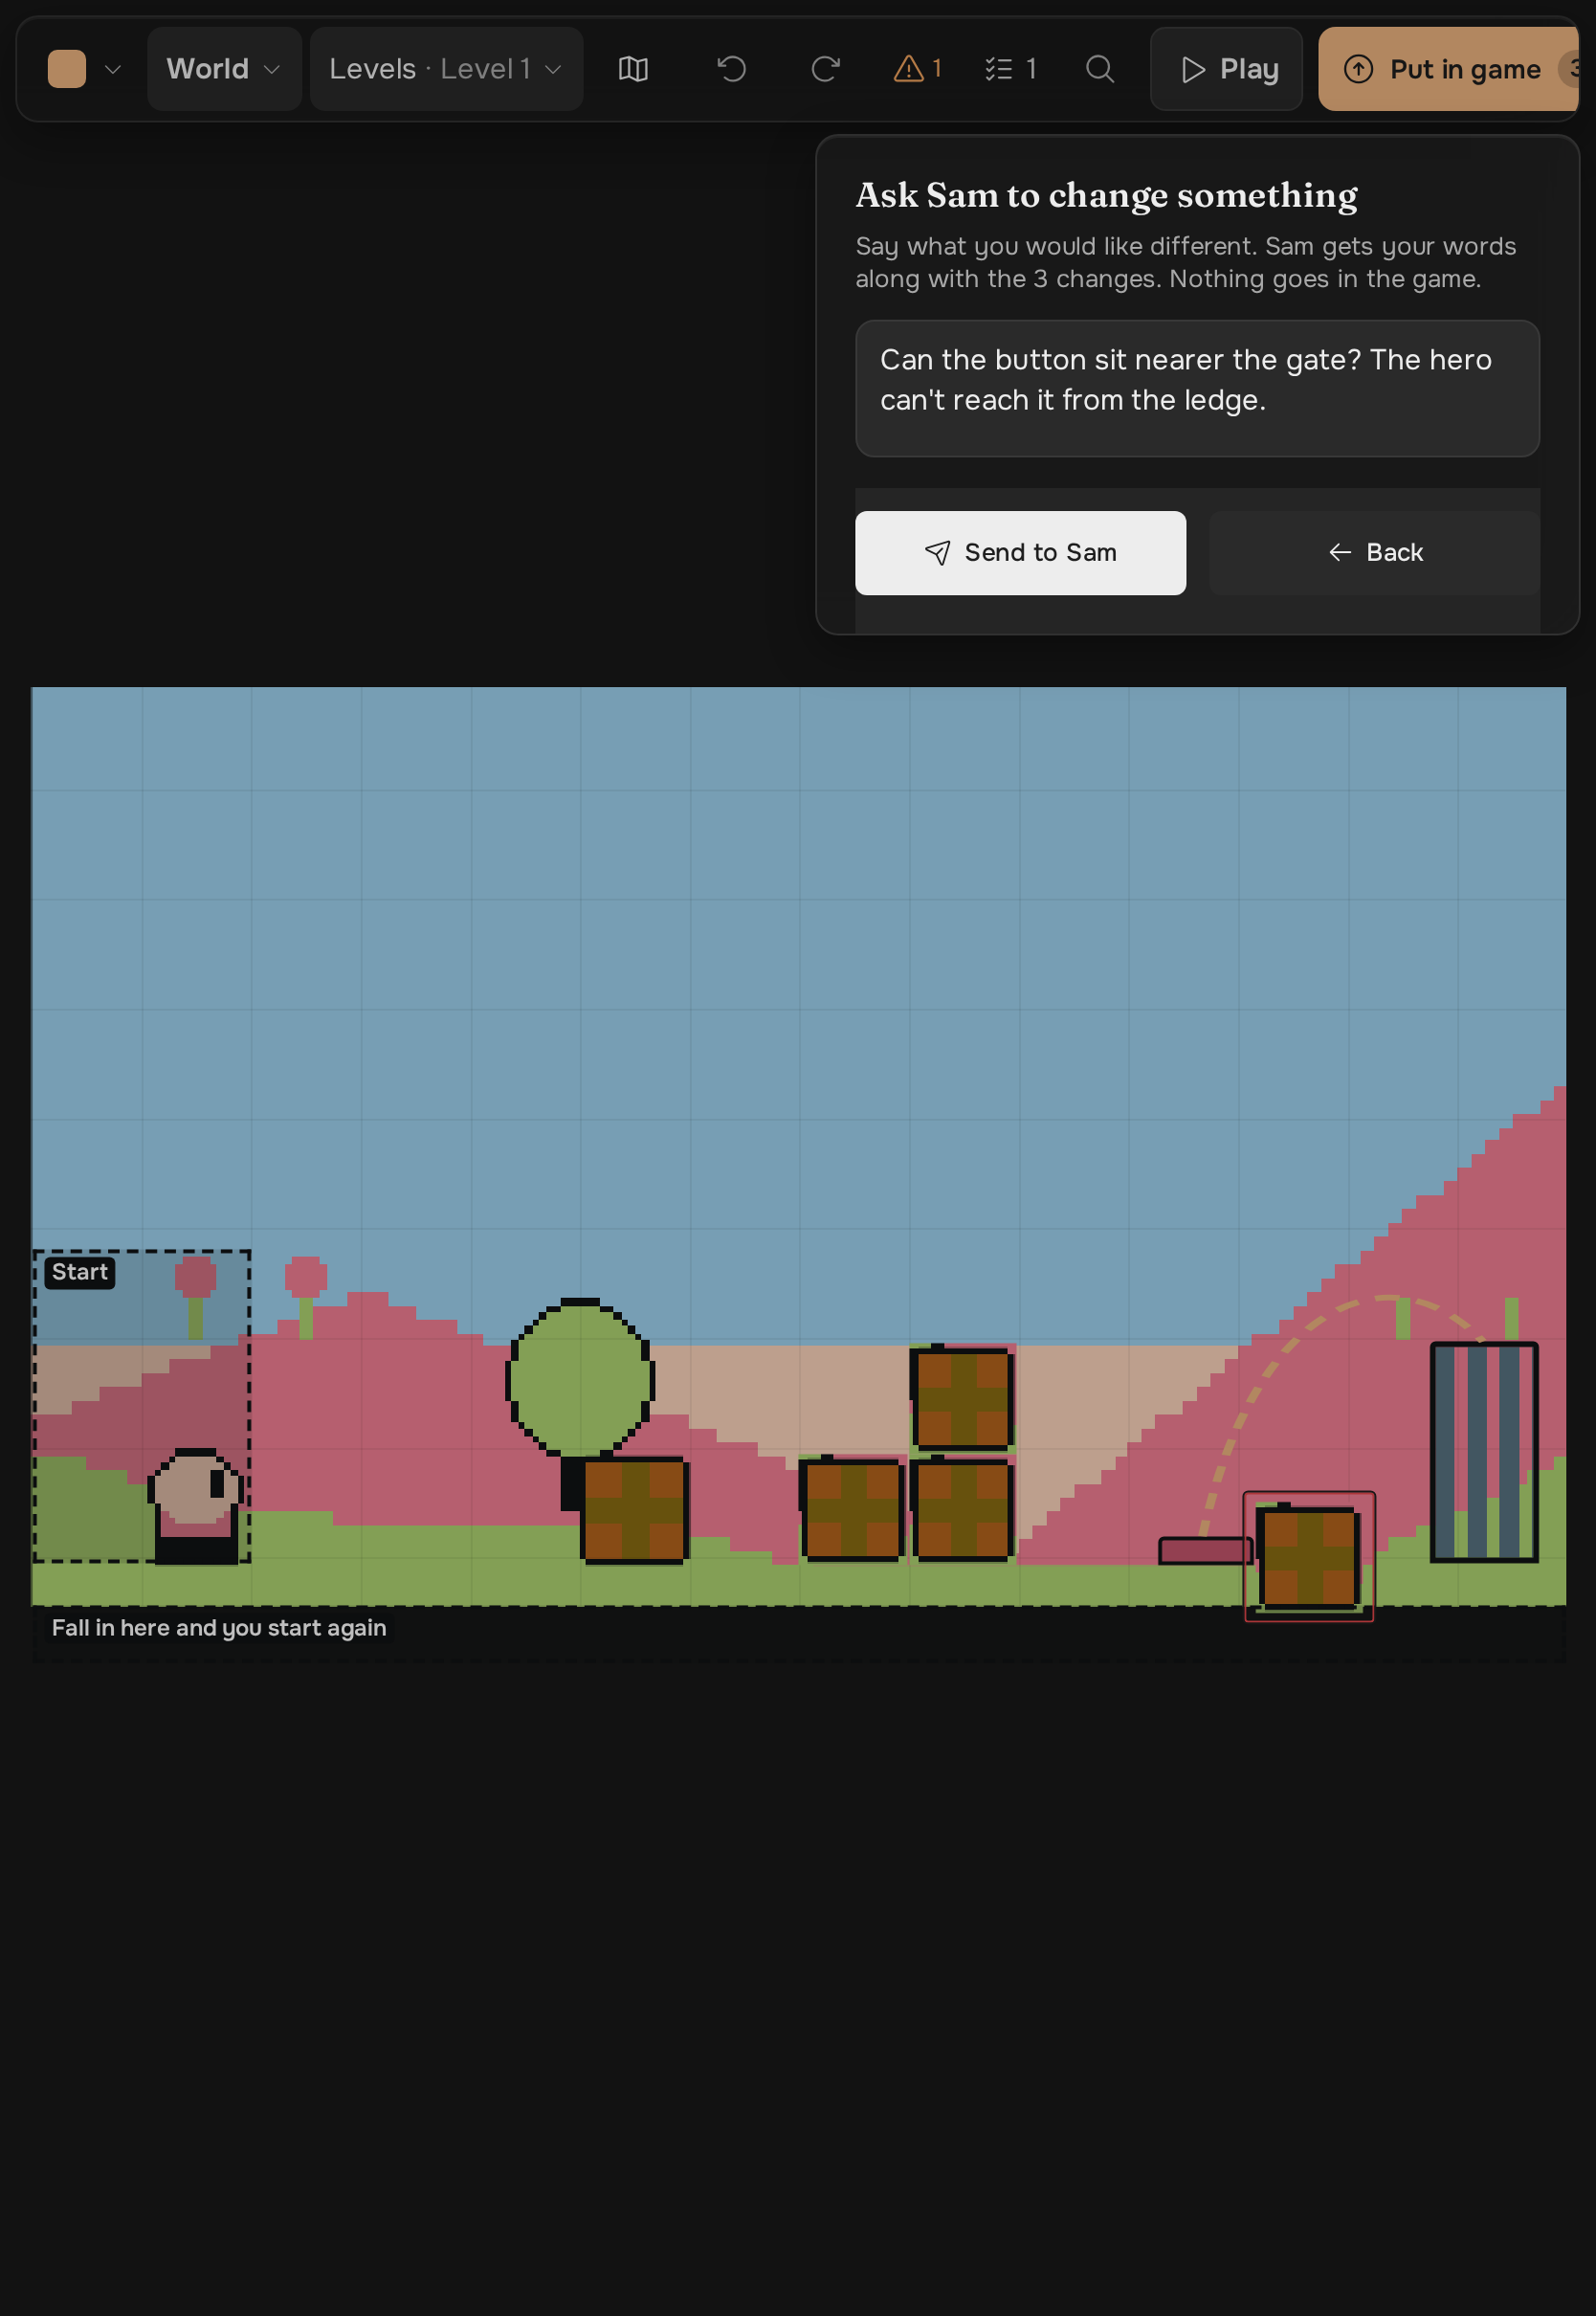 World
Levels · Level 1
1
1
Play
Put in game
Ask Sam to change something
Say what you would like different. Sam gets your words
along with the 3 changes. Nothing goes in the game.
Can the button sit nearer the gate? The hero
can't reach it from the ledge.
Send to Sam
Back
Start
Fall in here and you start again